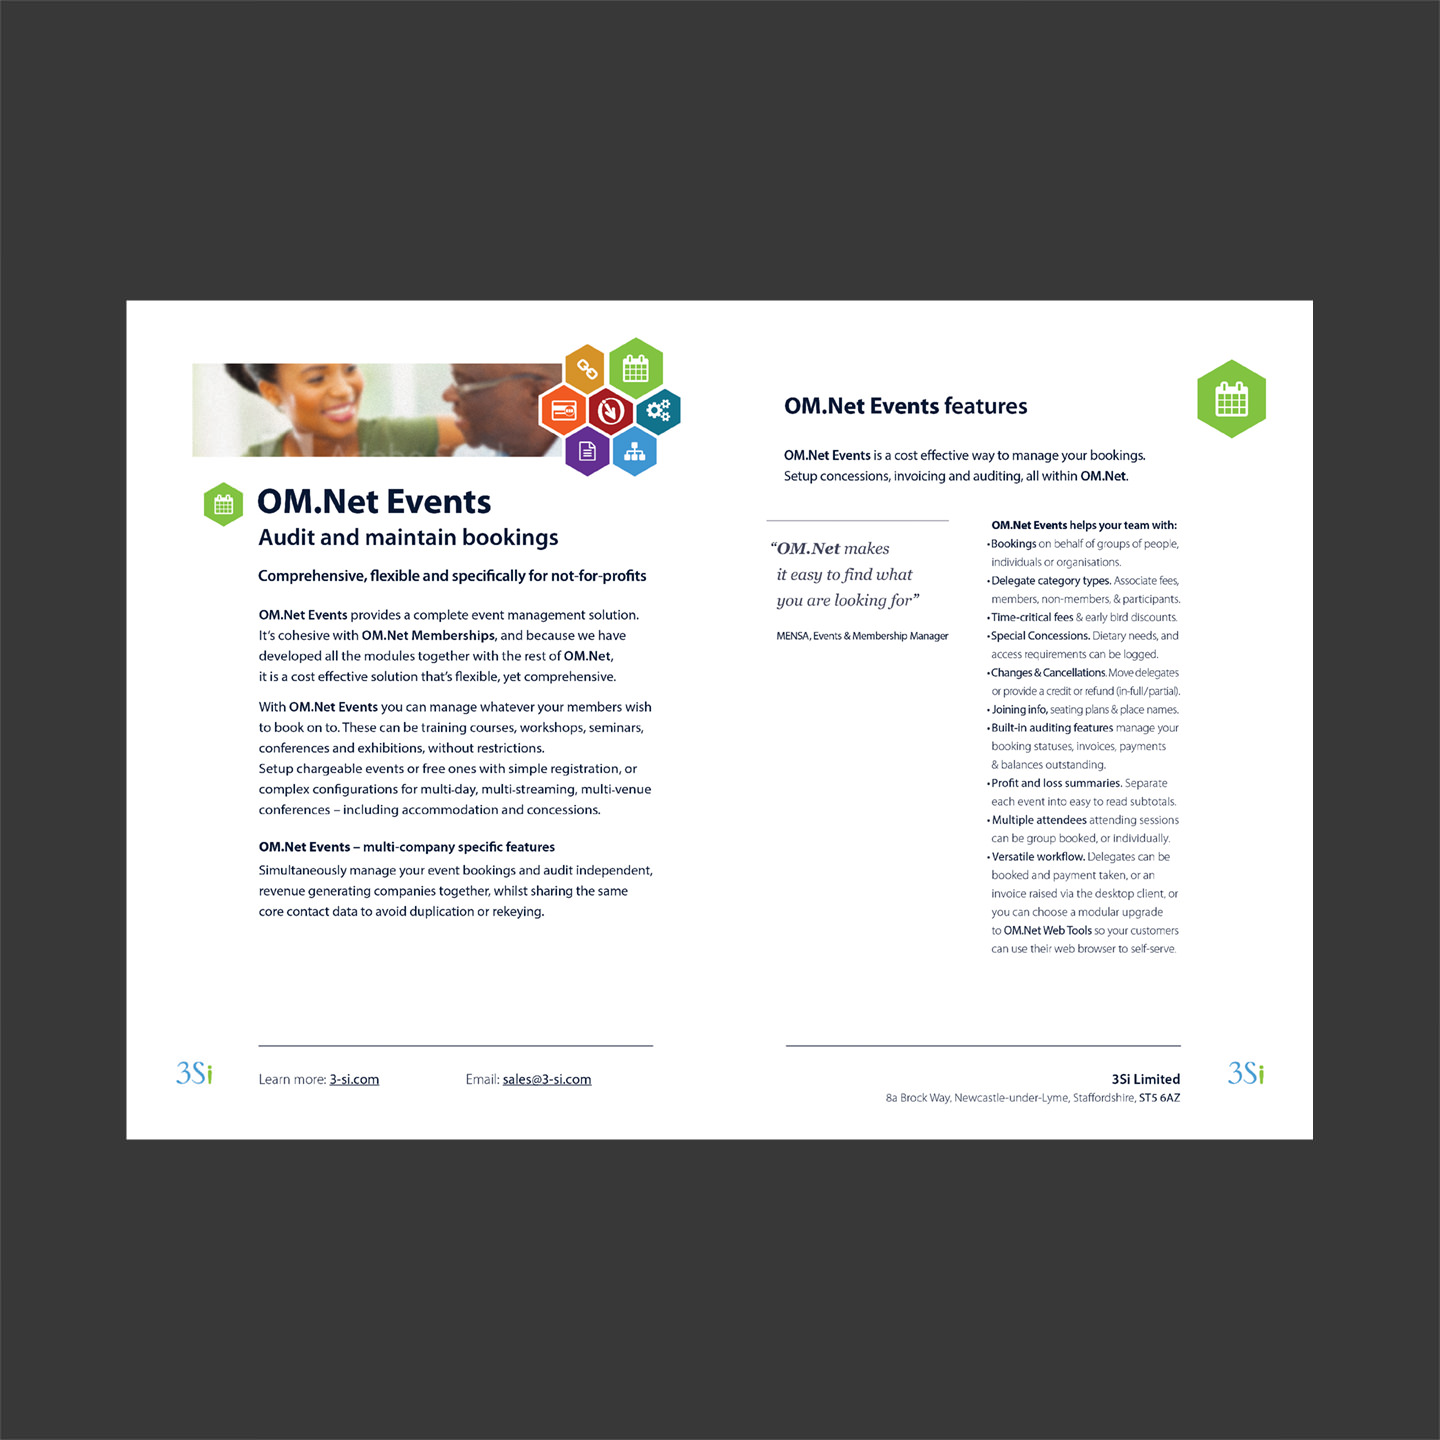 OM.Net Events
Audit and maintain bookings
Comprehensive, flexible and specifically for not-for-profits
OM.Net Events provides a complete event management solution.
It's cohesive with OM.Net Memberships, and because we have
developed all the modules together with the rest of OM.Net,
it is a cost effective solution that's flexible, yet comprehensive.
With OM.Net Events you can manage whatever your members wish
to book on to. These can be training courses, workshops, seminars,
conferences and exhibitions, without restrictions.
Setup chargeable events or free ones with simple registration, or
complex configurations for multi-day, multi-streaming, multi-venue
conferences – including accommodation and concessions.
OM.Net Events – multi-company specific features
Simultaneously manage your event bookings and audit independent,
revenue generating companies together, whilst sharing the same
core contact data to avoid duplication or rekeying.
3Si
Learn more: 3-si.com
Email: sales@3-si.com
OM.Net Events features
OM.Net Events is a cost effective way to manage your bookings.
Setup concessions, invoicing and auditing, all within OM.Net.
“OM.Net makes
it easy to find what
you are looking for”
MENSA, Events & Membership Manager
OM.Net Events helps your team with:
• Bookings on behalf of groups of people,
individuals or organisations.
• Delegate category types. Associate fees,
members, non-members, & participants.
• Time-critical fees & early bird discounts.
• Special Concessions. Dietary needs, and
access requirements can be logged.
• Changes & Cancellations. Move delegates
or provide a credit or refund (in-full/partial).
• Joining info, seating plans & place names.
• Built-in auditing features manage your
booking statuses, invoices, payments
& balances outstanding.
• Profit and loss summaries. Separate
each event into easy to read subtotals.
• Multiple attendees attending sessions
can be group booked, or individually.
• Versatile workflow. Delegates can be
booked and payment taken, or an
invoice raised via the desktop client, or
you can choose a modular upgrade
to OM.Net Web Tools so your customers
can use their web browser to self-serve.
3Si Limited
8a Brock Way, Newcastle-under-Lyme, Staffordshire, ST5 6AZ
3Si